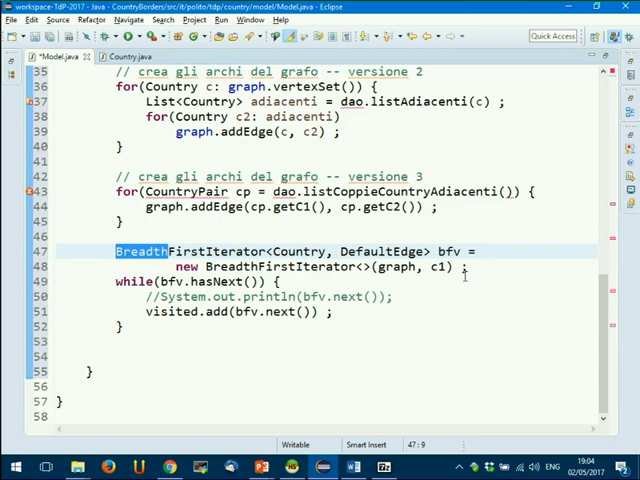 workspace-TdP-2017 - Java - CountryBorders/src/it/polito/tdp/country/model/Model.java - Eclipse
File Edit Source Refactor Navigate Search Project Run Window Help
Quick Access
*Model.java Country.java
35 // crea gli archi del grafo -- versione 2
36 for(Country c: graph.vertexSet()) {
37 List<Country> adiacenti = dao.listAdiacenti(c) ;
38 for(Country c2: adiacenti)
39 graph.addEdge(c, c2) ;
40 }
41
42 // crea gli archi del grafo -- versione 3
43 for(CountryPair cp = dao.listCoppieCountryAdiacenti()) {
44 graph.addEdge(cp.getC1(), cp.getC2()) ;
45 }
46
47 BreadthFirstIterator<Country, DefaultEdge> bfv =
48 new BreadthFirstIterator<>(graph, c1) ;
49 while(bfv.hasNext()) {
50 //System.out.println(bfv.next());
51 visited.add(bfv.next()) ;
52 }
53
54
55 }
56
57 }
58
Writable Smart Insert 47 : 9
19:04
02/05/2017